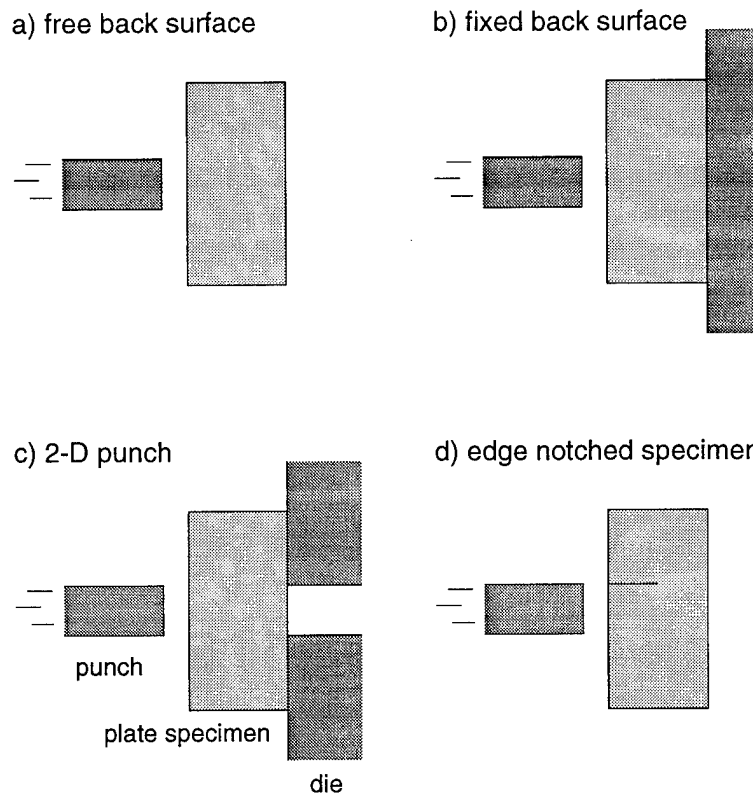 a) free back surface
b) fixed back surface
c) 2-D punch
d) edge notched specimen
punch
plate specimen
die